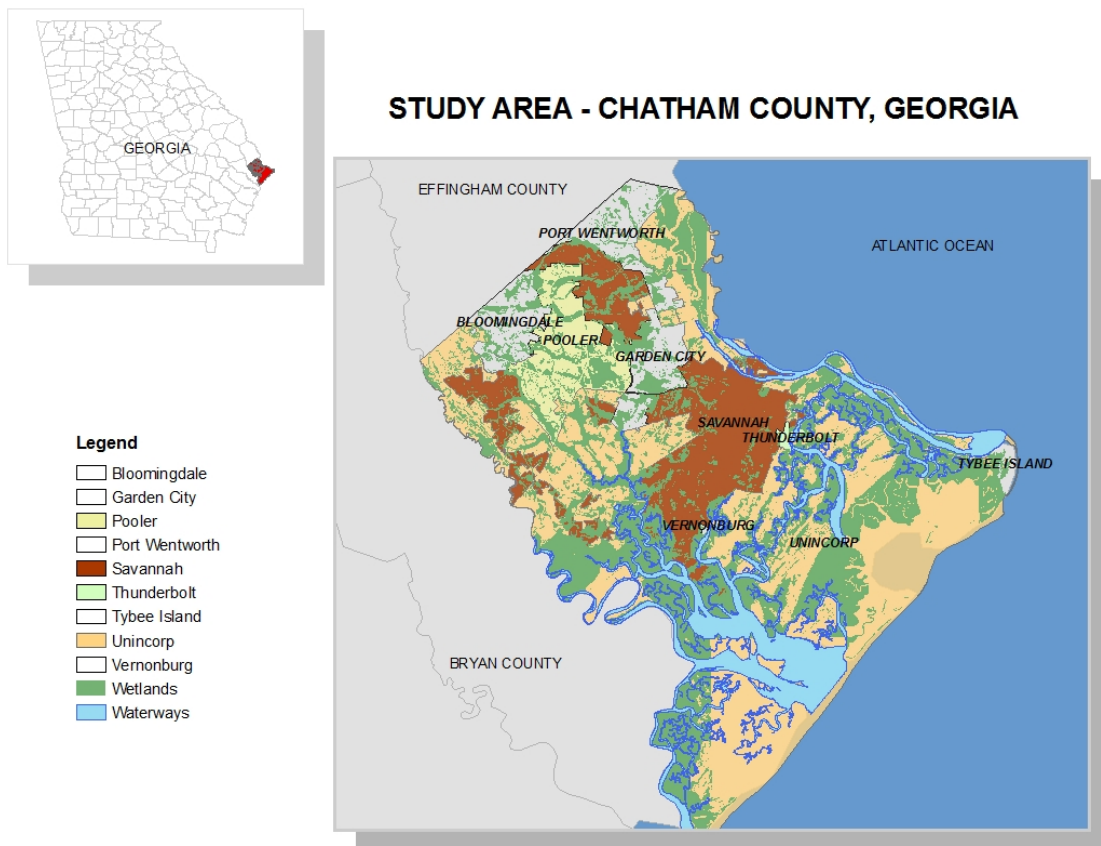 GEORGIA
STUDY AREA - CHATHAM COUNTY, GEORGIA
EFFINGHAM COUNTY
PORT WENTWORTH
ATLANTIC OCEAN
BLOOMINGDALE
POOLER
GARDEN CITY
SAVANNAH
THUNDERBOLT
TYBEE ISLAND
VERNONBURG
UNINCORP
BRYAN COUNTY
Legend
Bloomingdale
Garden City
Pooler
Port Wentworth
Savannah
Thunderbolt
Tybee Island
Unincorp
Vernonburg
Wetlands
Waterways